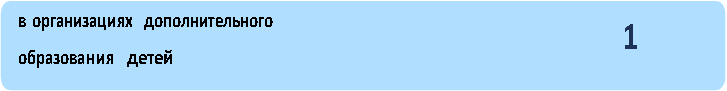 в организациях дополнительного 1
образования детей